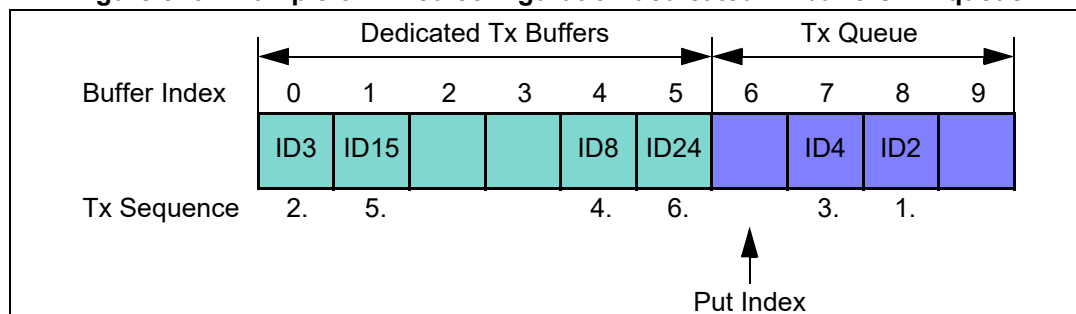 Dedicated Tx Buffers Tx Queue
Buffer Index 0 1 2 3 4 5 6 7 8 9
ID3 ID15 ID8 ID24 ID4 ID2
Tx Sequence 2. 5. 4. 6. 3. 1.
Put Index